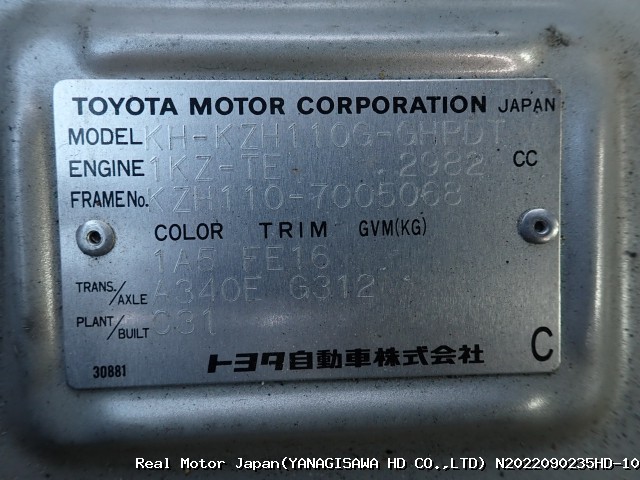 TOYOTA MOTOR CORPORATION JAPAN
MODEL KH-KZH110G-GHPDT
ENGINE 1KZ-TE 2982 CC
FRAME No. KZH110-7005068
COLOR TRIM GVM(KG)
1A5 FE16
TRANS./AXLE A340E G312
PLANT/BUILT C31
30881 トヨタ自動車株式会社 C
Real Motor Japan(YANAGISAWA HD CO.,LTD) N2022090235HD-10